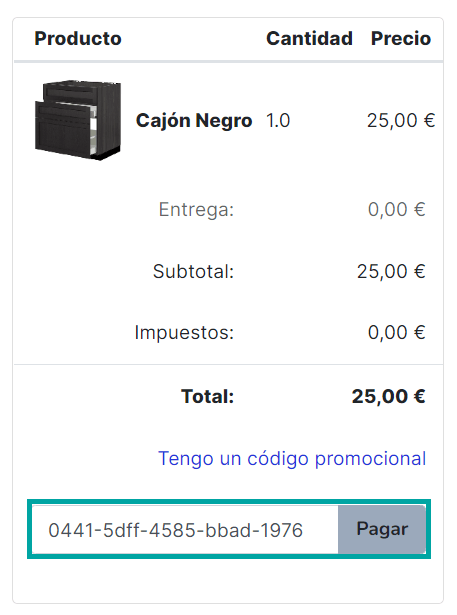 Producto Cantidad Precio
Cajón Negro 1.0 25,00 €
Entrega: 0,00 €
Subtotal: 25,00 €
Impuestos: 0,00 €
Total: 25,00 €
Tengo un código promocional
0441-5dff-4585-bbad-1976 Pagar